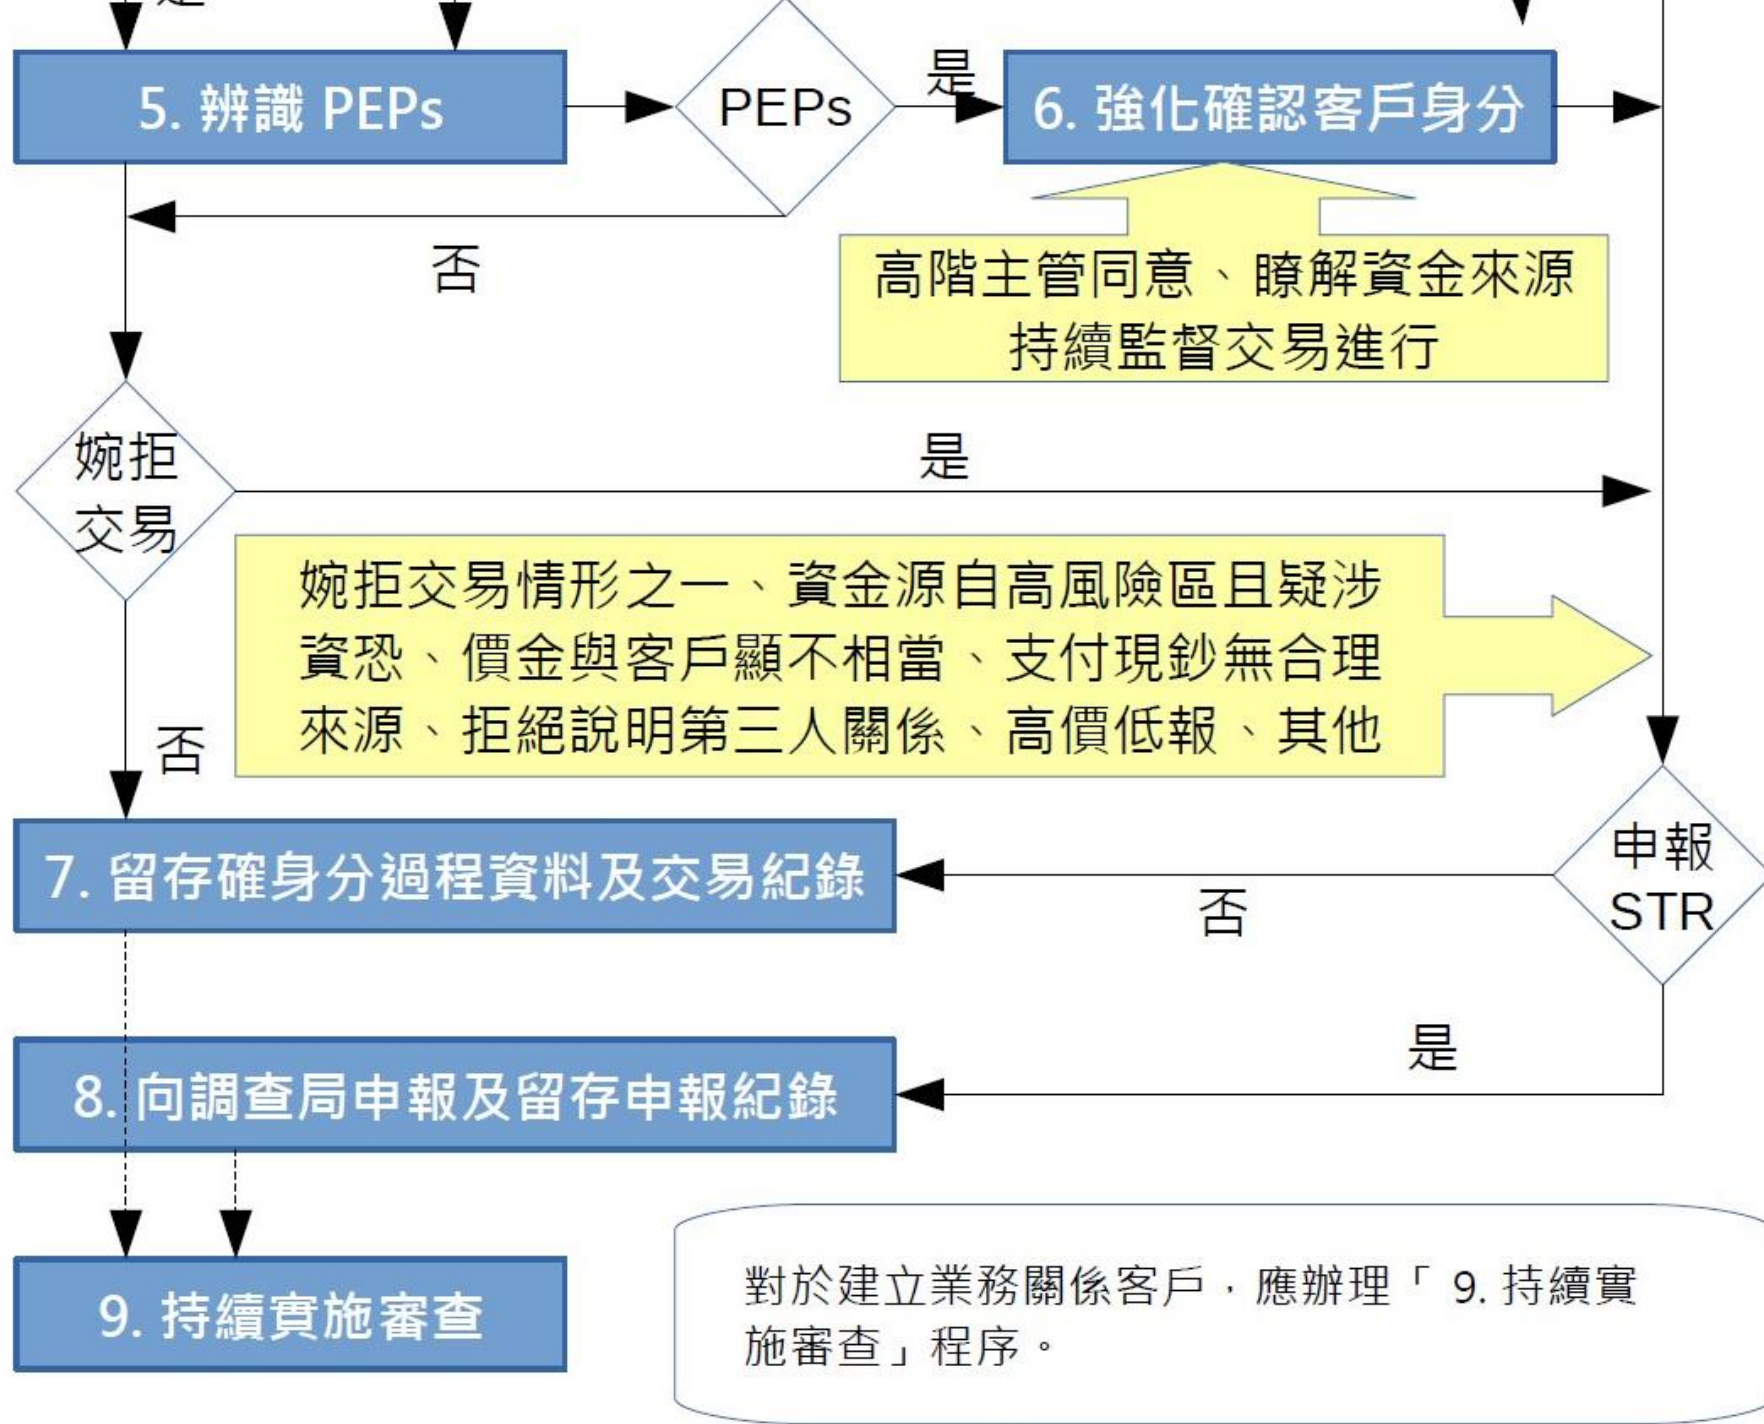 5. 辨識 PEPs
PEPs
是
6. 強化確認客戶身分
否
高階主管同意、瞭解資金來源
持續監督交易進行
婉拒
交易
是
婉拒交易情形之一、資金源自高風險區且疑涉
資恐、價金與客戶顯不相當、支付現鈔無合理
來源、拒絕說明第三人關係、高價低報、其他
否
7. 留存確身分過程資料及交易紀錄
否
申報
STR
是
8. 向調查局申報及留存申報紀錄
9. 持續實施審查
對於建立業務關係客戶，應辦理「 9. 持續實
施審查」程序。